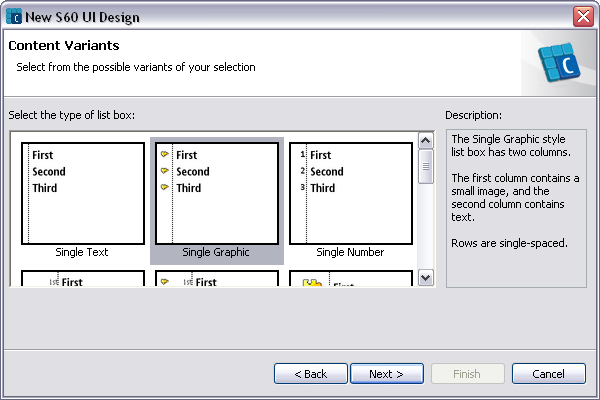 New S60 UI Design
Content Variants
Select from the possible variants of your selection
Select the type of list box:
First
Second
Third
Single Text
First
Second
Third
Single Graphic
1 First
2 Second
3 Third
Single Number
1st First
1st First
First
Description:
The Single Graphic style
list box has two columns.
The first column contains a
small image, and the
second column contains
text.
Rows are single-spaced.
< Back
Next >
Finish
Cancel
C